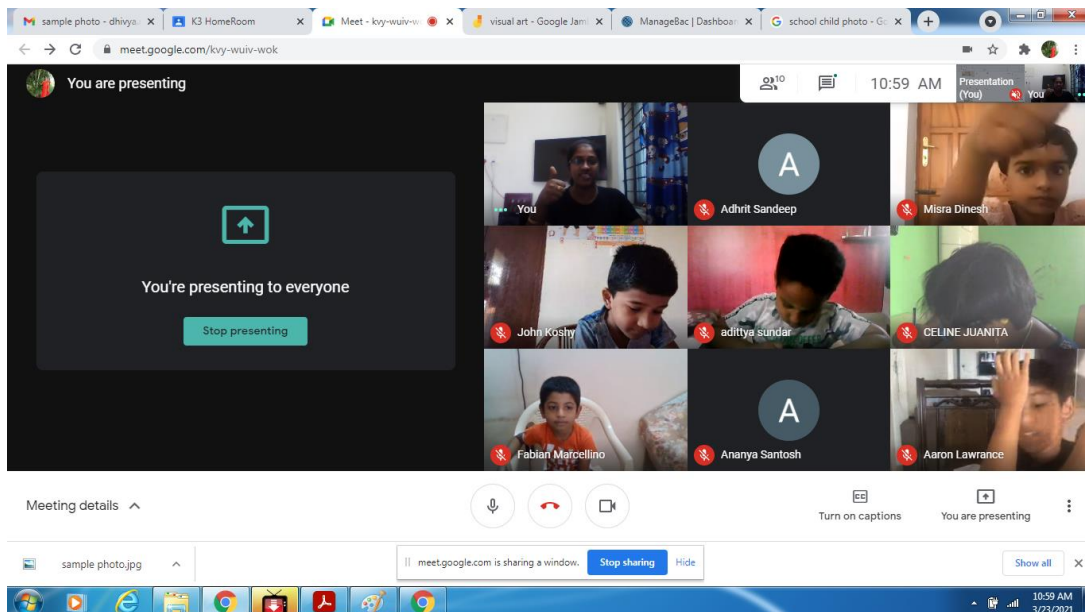 sample photo - dhivya.
K3 HomeRoom
Meet - kvy-wuiv-w
visual art - Google Jam
ManageBac | Dashboar
school child photo - Go
meet.google.com/kvy-wuiv-wok
You are presenting
10
10:59 AM
Presentation
(You)
You
You're presenting to everyone
Stop presenting
You
Adhrit Sandeep
Misra Dinesh
John Koshy
adittya sundar
CELINE JUANITA
Fabian Marcellino
A
A
Ananya Santosh
Aaron Lawrance
Meeting details
CC
Turn on captions
You are presenting
sample photo.jpg
meet.google.com is sharing a window.
Stop sharing
Hide
Show all
10:59 AM
3/23/2021